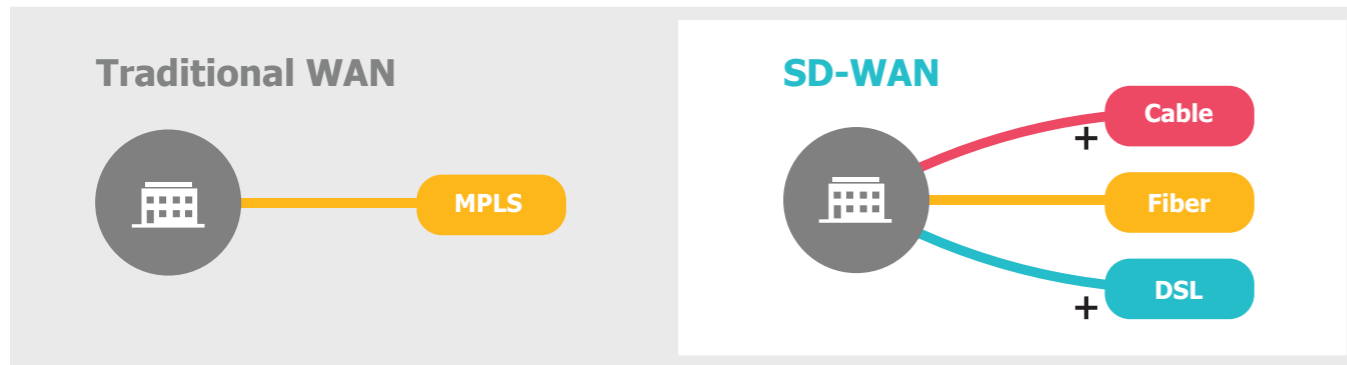 Traditional WAN
MPLS
SD-WAN
Cable
+
Fiber
DSL
+